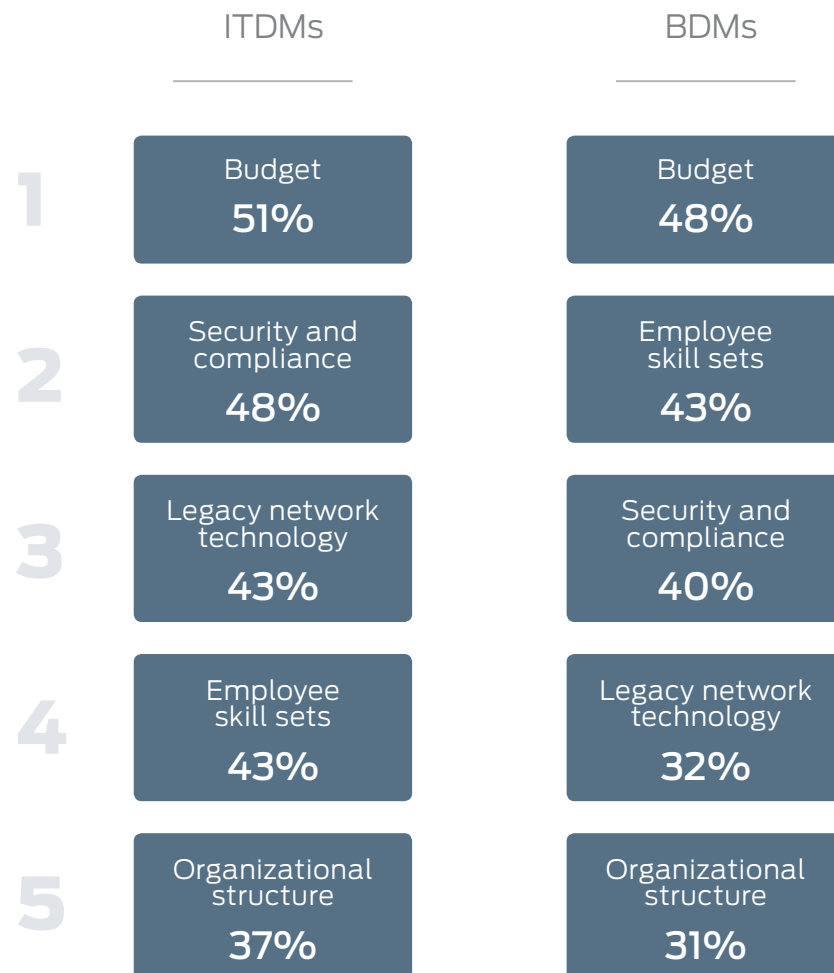 ITDMs
BDMs
1
Budget
51%
Budget
48%
2
Security and
compliance
48%
Employee
skill sets
43%
3
Legacy network
technology
43%
Security and
compliance
40%
4
Employee
skill sets
43%
Legacy network
technology
32%
5
Organizational
structure
37%
Organizational
structure
31%